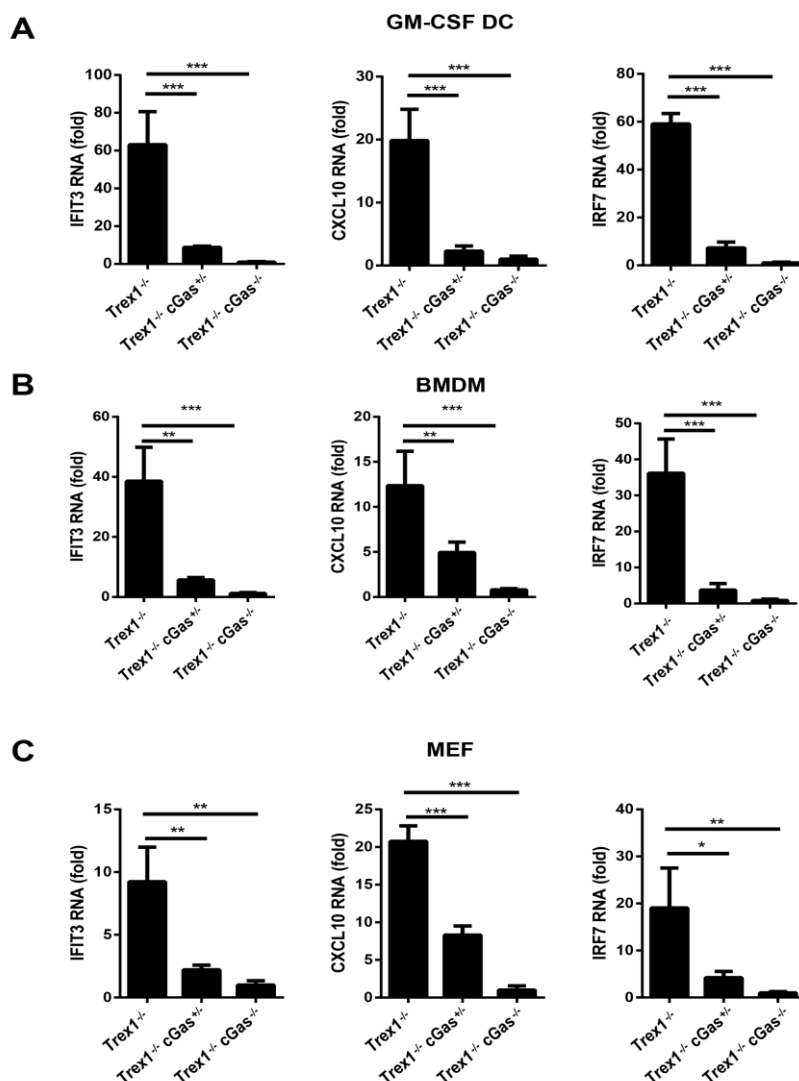 A
GM-CSF DC
IFIT3 RNA (fold)
100
80
60
40
20
0
***
***
Trex1-/-
Trex1-/- cGas+/-
Trex1-/- cGas-/-
CXCL10 RNA (fold)
30
20
10
0
***
***
Trex1-/-
Trex1-/- cGas+/-
Trex1-/- cGas-/-
IRF7 RNA (fold)
80
60
40
20
0
***
***
Trex1-/-
Trex1-/- cGas+/-
Trex1-/- cGas-/-
B
BMDM
IFIT3 RNA (fold)
60
40
20
0
***
**
Trex1-/-
Trex1-/- cGas+/-
Trex1-/- cGas-/-
CXCL10 RNA (fold)
20
15
10
5
0
***
**
Trex1-/-
Trex1-/- cGas+/-
Trex1-/- cGas-/-
IRF7 RNA (fold)
50
40
30
20
10
0
***
***
Trex1-/-
Trex1-/- cGas+/-
Trex1-/- cGas-/-
C
MEF
IFIT3 RNA (fold)
15
10
5
0
**
**
Trex1-/-
Trex1-/- cGas+/-
Trex1-/- cGas-/-
CXCL10 RNA (fold)
25
20
15
10
5
0
***
***
Trex1-/-
Trex1-/- cGas+/-
Trex1-/- cGas-/-
IRF7 RNA (fold)
40
30
20
10
0
**
*
Trex1-/-
Trex1-/- cGas+/-
Trex1-/- cGas-/-